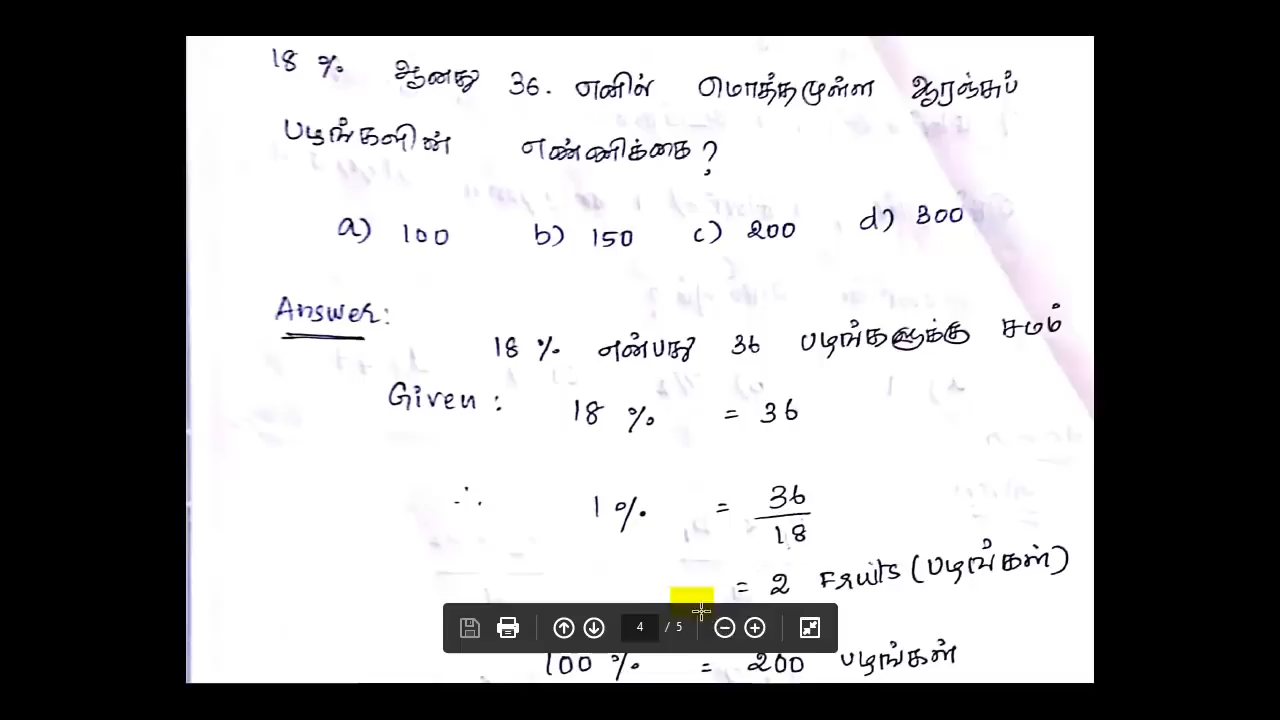 18 % ஆனது 36. எனில் மொத்தமுள்ள ஆரஞ்சுப்
பழங்களின் எண்ணிக்கை?
a) 100 b) 150 c) 200 d) 300
Answer:
18 % என்பது 36 பழங்களுக்கு சமம்
Given: 18 % = 36
∴ 1 % = 36/18
= 2 Fruits (பழங்கள்)
4 / 5
100 % = 200 பழங்கள்